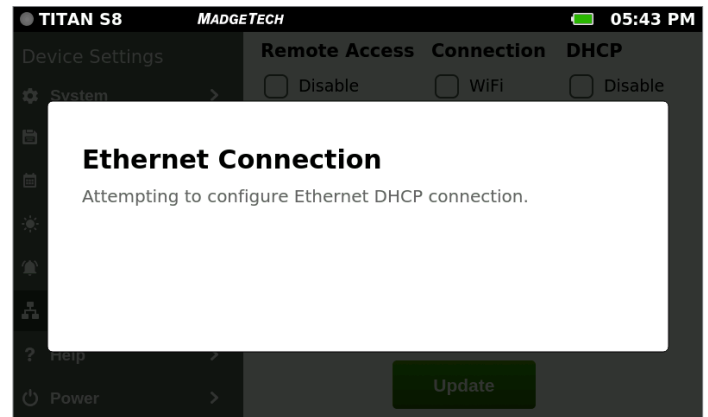 TITAN S8 MADGETECH 05:43 PM
Device Settings
Remote Access Connection DHCP
Disable WiFi Disable
System
Ethernet Connection
Attempting to configure Ethernet DHCP connection.
Help
Update
Power